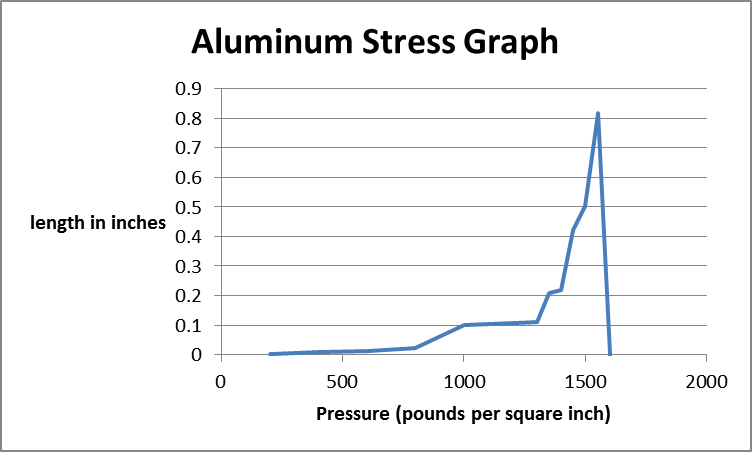 Aluminum Stress Graph
0.9
0.8
0.7
0.6
0.5
0.4
0.3
0.2
0.1
0
length in inches
0 500 1000 1500 2000
Pressure (pounds per square inch)